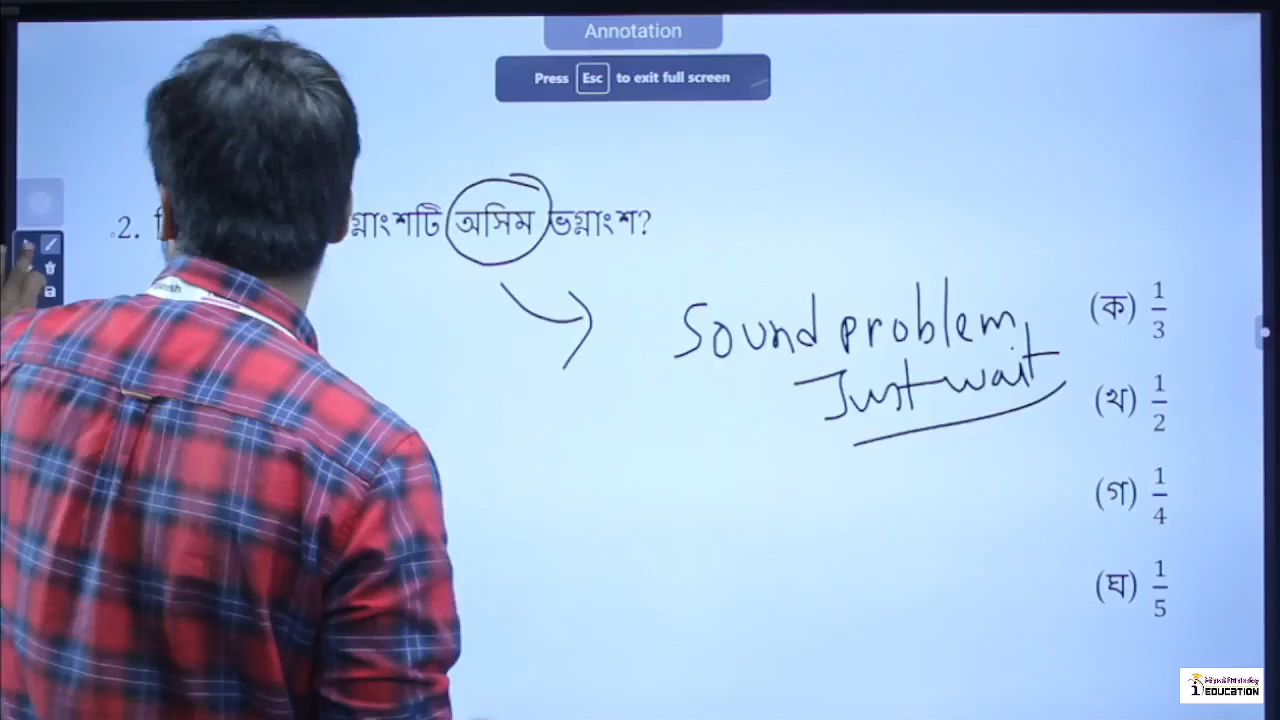 Annotation
Press Esc to exit full screen
2. গ্নাংশটি অসিম ভগ্নাংশ?
(ক) 1/3
Sound problem,
Just wait
(খ) 1/2
(গ) 1/4
(ঘ) 1/5
EDUCATION